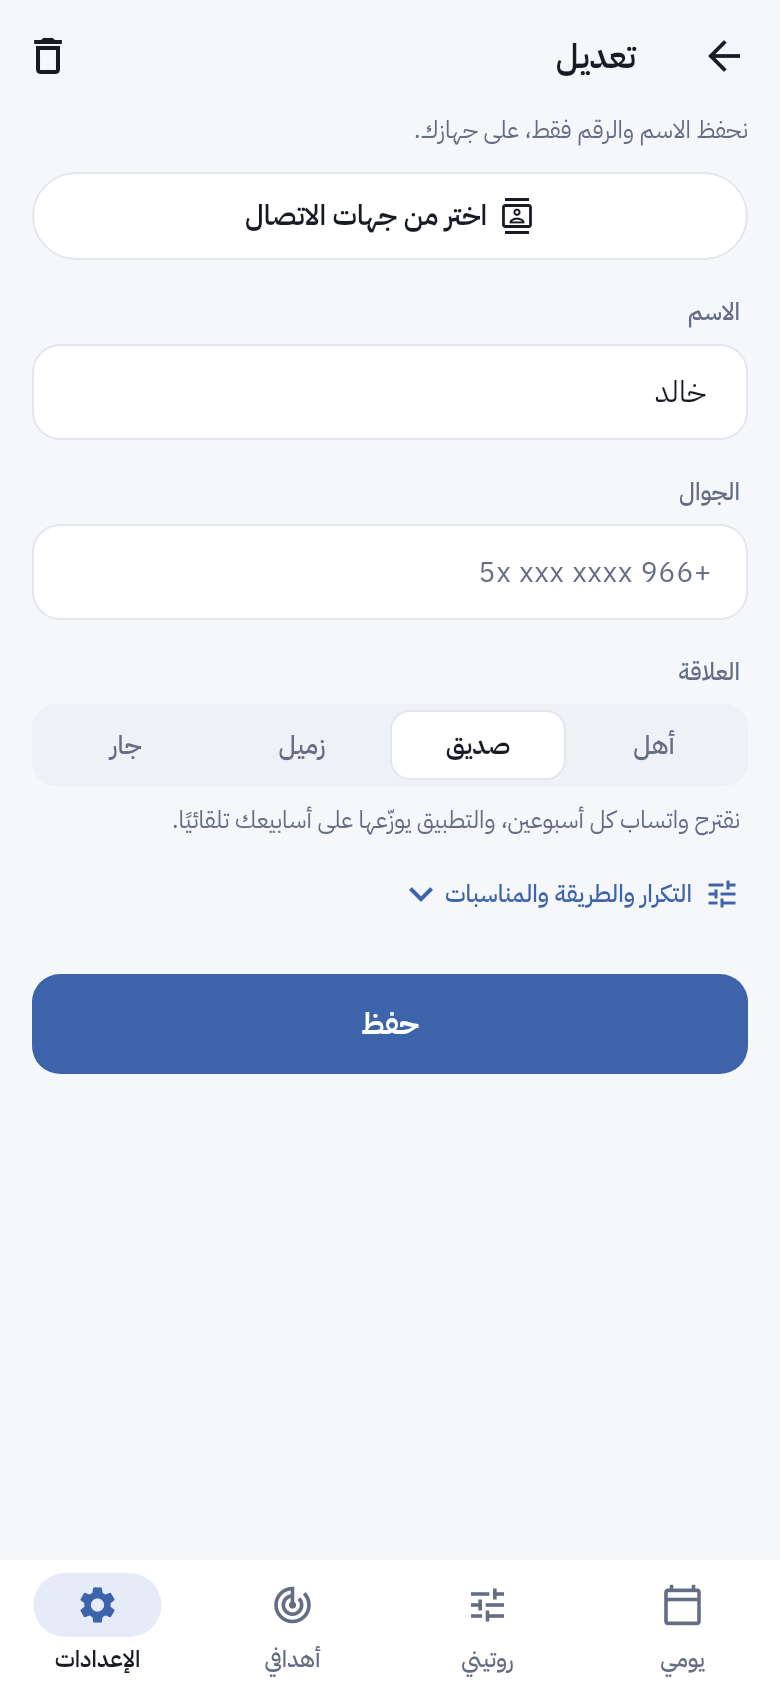 تعديل
نحفظ الاسم والرقم فقط، على جهازك.
اختر من جهات الاتصال
الاسم
خالد
الجوال
5x xxx xxxx 966+
العلاقة
أهل صديق زميل جار
نقترح واتساب كل أسبوعين، والتطبيق يوزّعها على أسابيعك تلقائيًا.
التكرار والطريقة والمناسبات
حفظ
يومي روتيني أهدافي الإعدادات